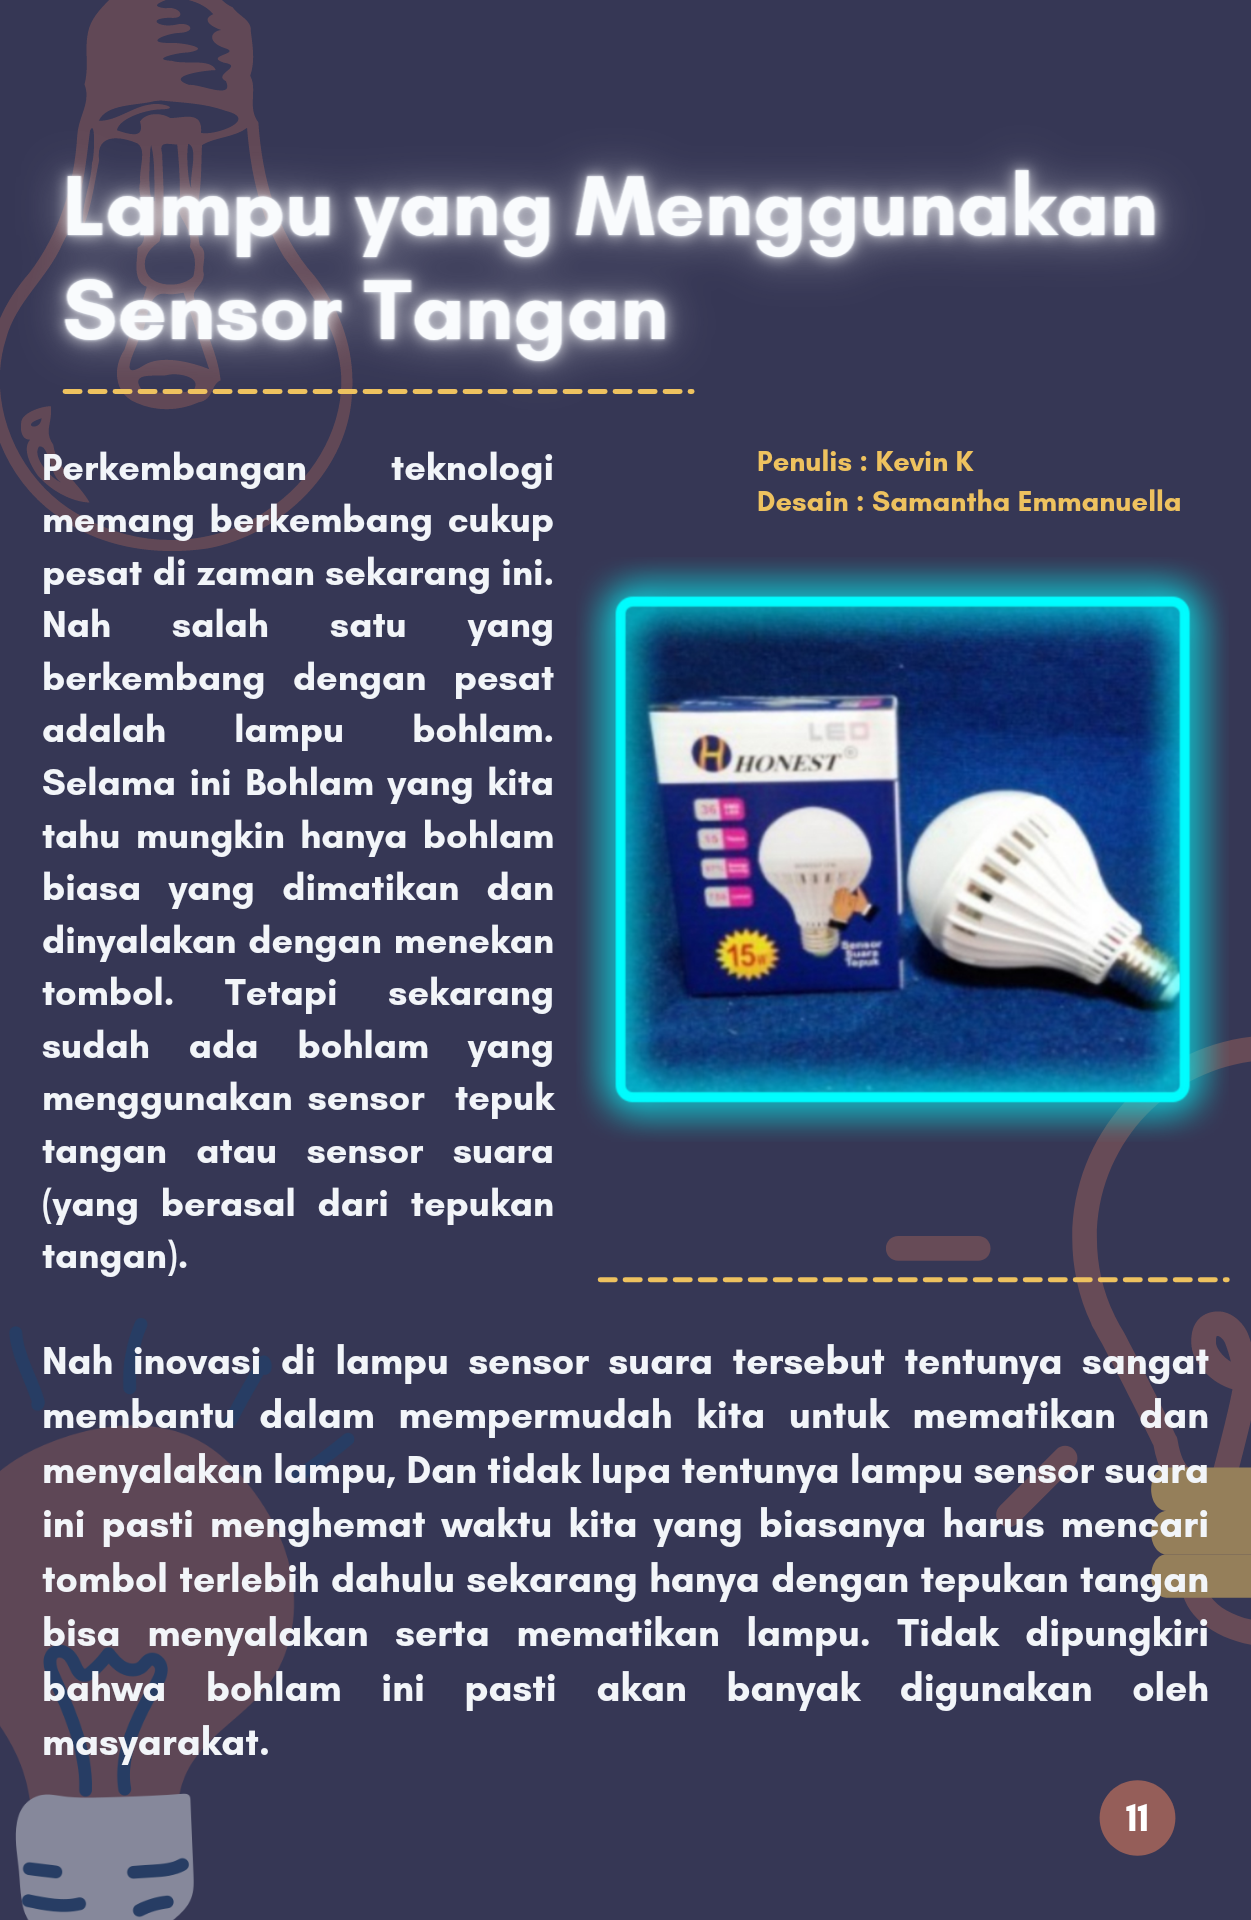 Lampu yang Menggunakan
Sensor Tangan
Perkembangan teknologi
memang berkembang cukup
pesat di zaman sekarang ini.
Nah salah satu yang
berkembang dengan pesat
adalah lampu bohlam.
Selama ini Bohlam yang kita
tahu mungkin hanya bohlam
biasa yang dimatikan dan
dinyalakan dengan menekan
tombol. Tetapi sekarang
sudah ada bohlam yang
menggunakan sensor tepuk
tangan atau sensor suara
(yang berasal dari tepukan
tangan).
Penulis : Kevin K
Desain : Samantha Emmanuella
LED
H HONEST®
36
15
15W
Sensor
Suara
Tepuk
Nah inovasi di lampu sensor suara tersebut tentunya sangat
membantu dalam mempermudah kita untuk mematikan dan
menyalakan lampu, Dan tidak lupa tentunya lampu sensor suara
ini pasti menghemat waktu kita yang biasanya harus mencari
tombol terlebih dahulu sekarang hanya dengan tepukan tangan
bisa menyalakan serta mematikan lampu. Tidak dipungkiri
bahwa bohlam ini pasti akan banyak digunakan oleh
masyarakat.
11